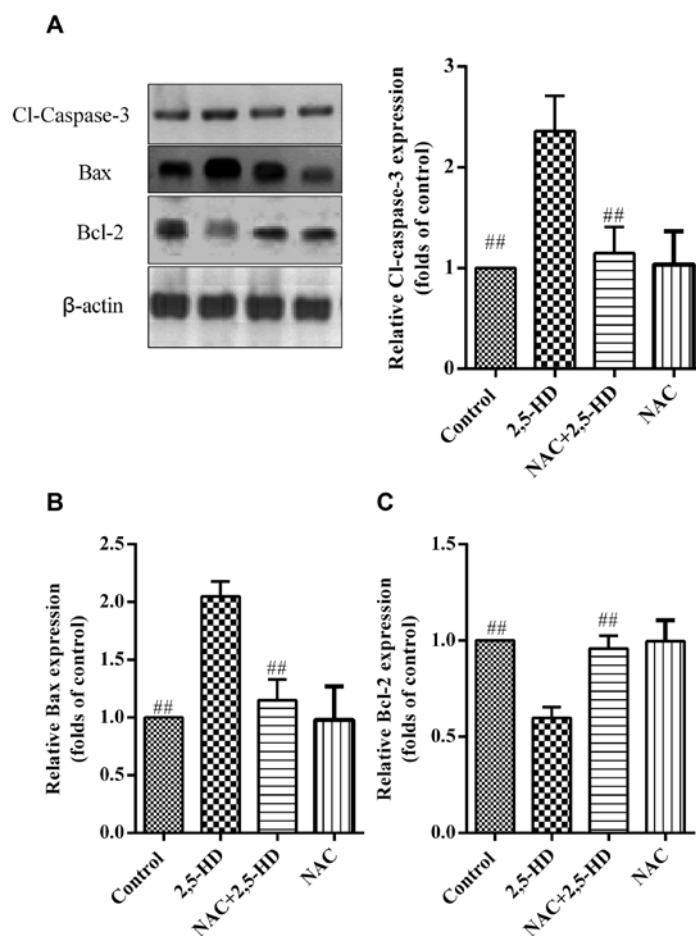 A
Cl-Caspase-3
Bax
Bcl-2
β-actin
Relative Cl-caspase-3 expression
(folds of control)
3
2
1
0
##
##
Control
2,5-HD
NAC+2,5-HD
NAC
B
Relative Bax expression
(folds of control)
2.5
2.0
1.5
1.0
0.5
0.0
##
##
Control
2,5-HD
NAC+2,5-HD
NAC
C
Relative Bcl-2 expression
(folds of control)
1.5
1.0
0.5
0.0
##
##
Control
2,5-HD
NAC+2,5-HD
NAC